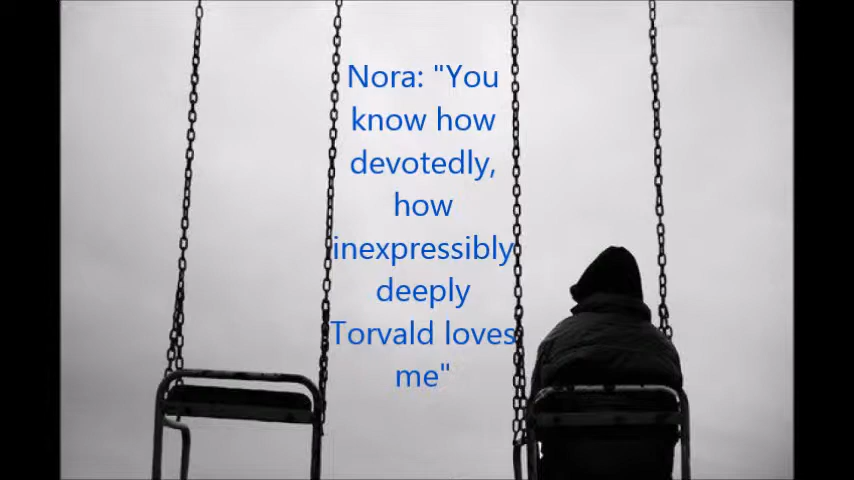 Nora: "You
know how
devotedly,
how
inexpressibly
deeply
Torvald loves
me"